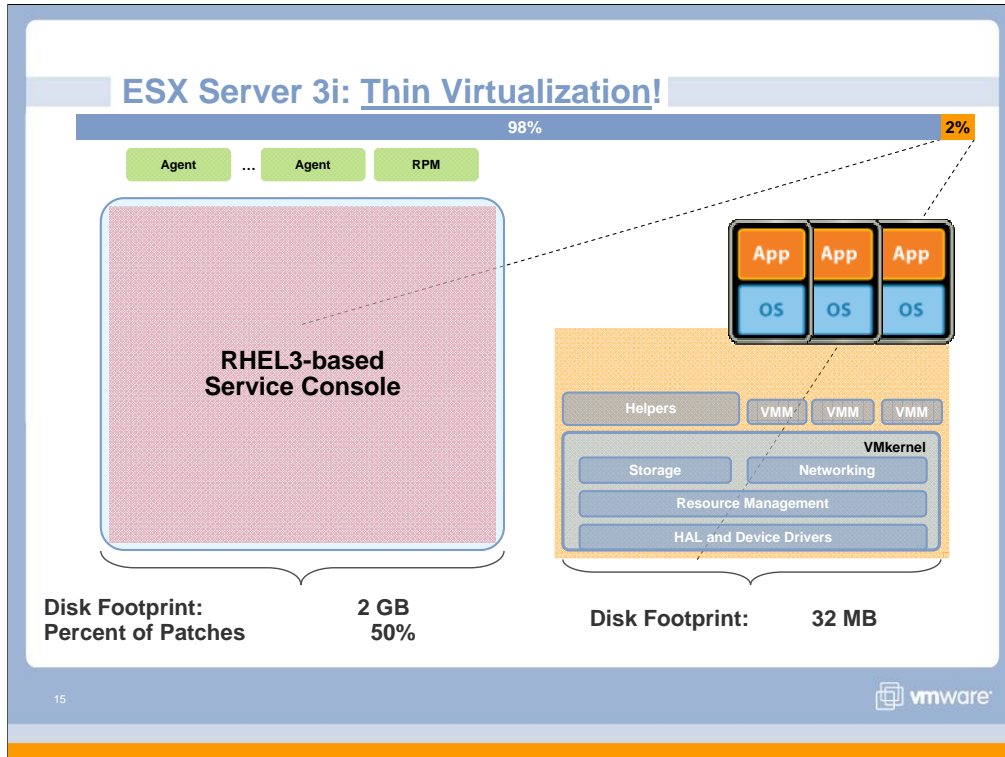 ESX Server 3i: Thin Virtualization!
98%
2%
Agent ... Agent RPM
App App App
OS OS OS
RHEL3-based
Service Console
Helpers VMM VMM VMM
VMkernel
Storage Networking
Resource Management
HAL and Device Drivers
Disk Footprint: 2 GB
Percent of Patches 50%
Disk Footprint: 32 MB
15
vmware